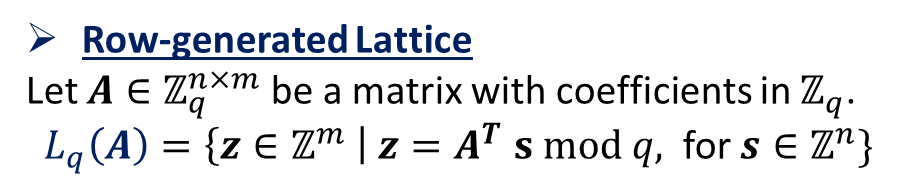 ➢ Row-generated Lattice
Let 𝑨 ∈ ℤ_q^{n×m} be a matrix with coefficients in ℤ_q.
L_q(𝑨) = {𝒛 ∈ ℤ^m | 𝒛 = 𝑨^T 𝐬 mod q, for 𝒔 ∈ ℤ^n}